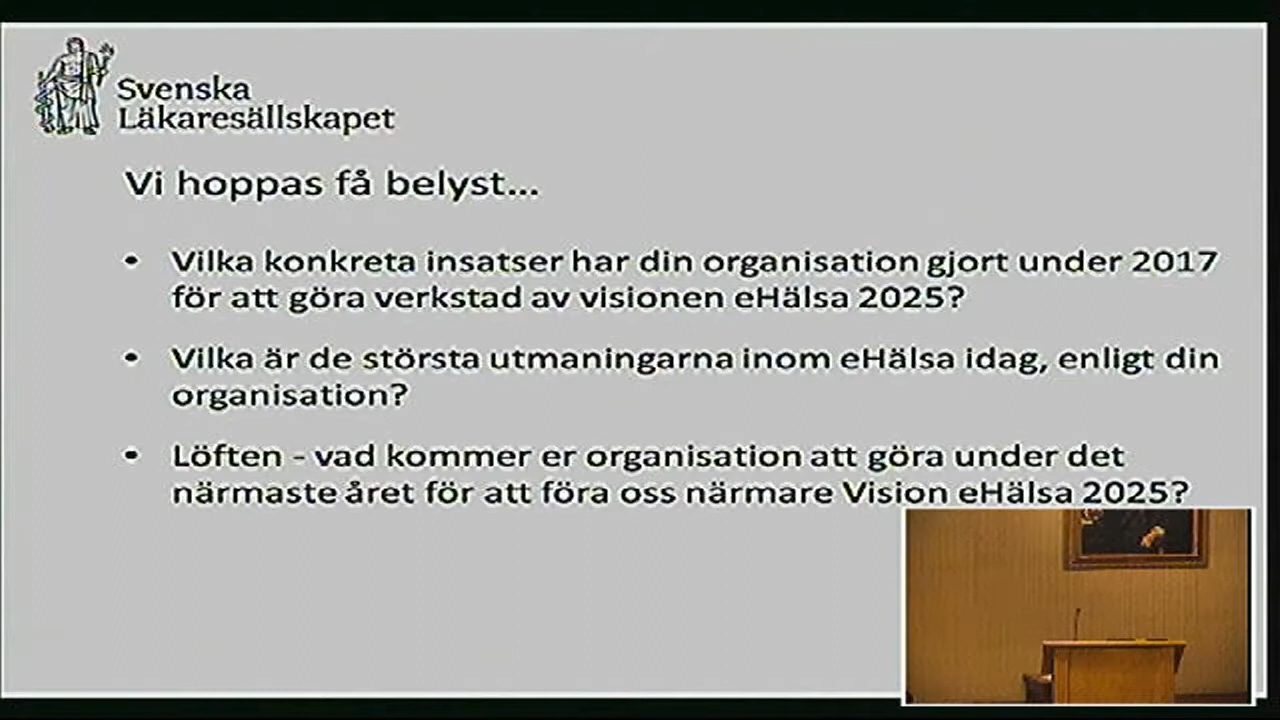 Svenska
Läkaresällskapet
Vi hoppas få belyst...
• Vilka konkreta insatser har din organisation gjort under 2017
för att göra verkstad av visionen eHälsa 2025?
• Vilka är de största utmaningarna inom eHälsa idag, enligt din
organisation?
• Löften - vad kommer er organisation att göra under det
närmaste året för att föra oss närmare Vision eHälsa 2025?